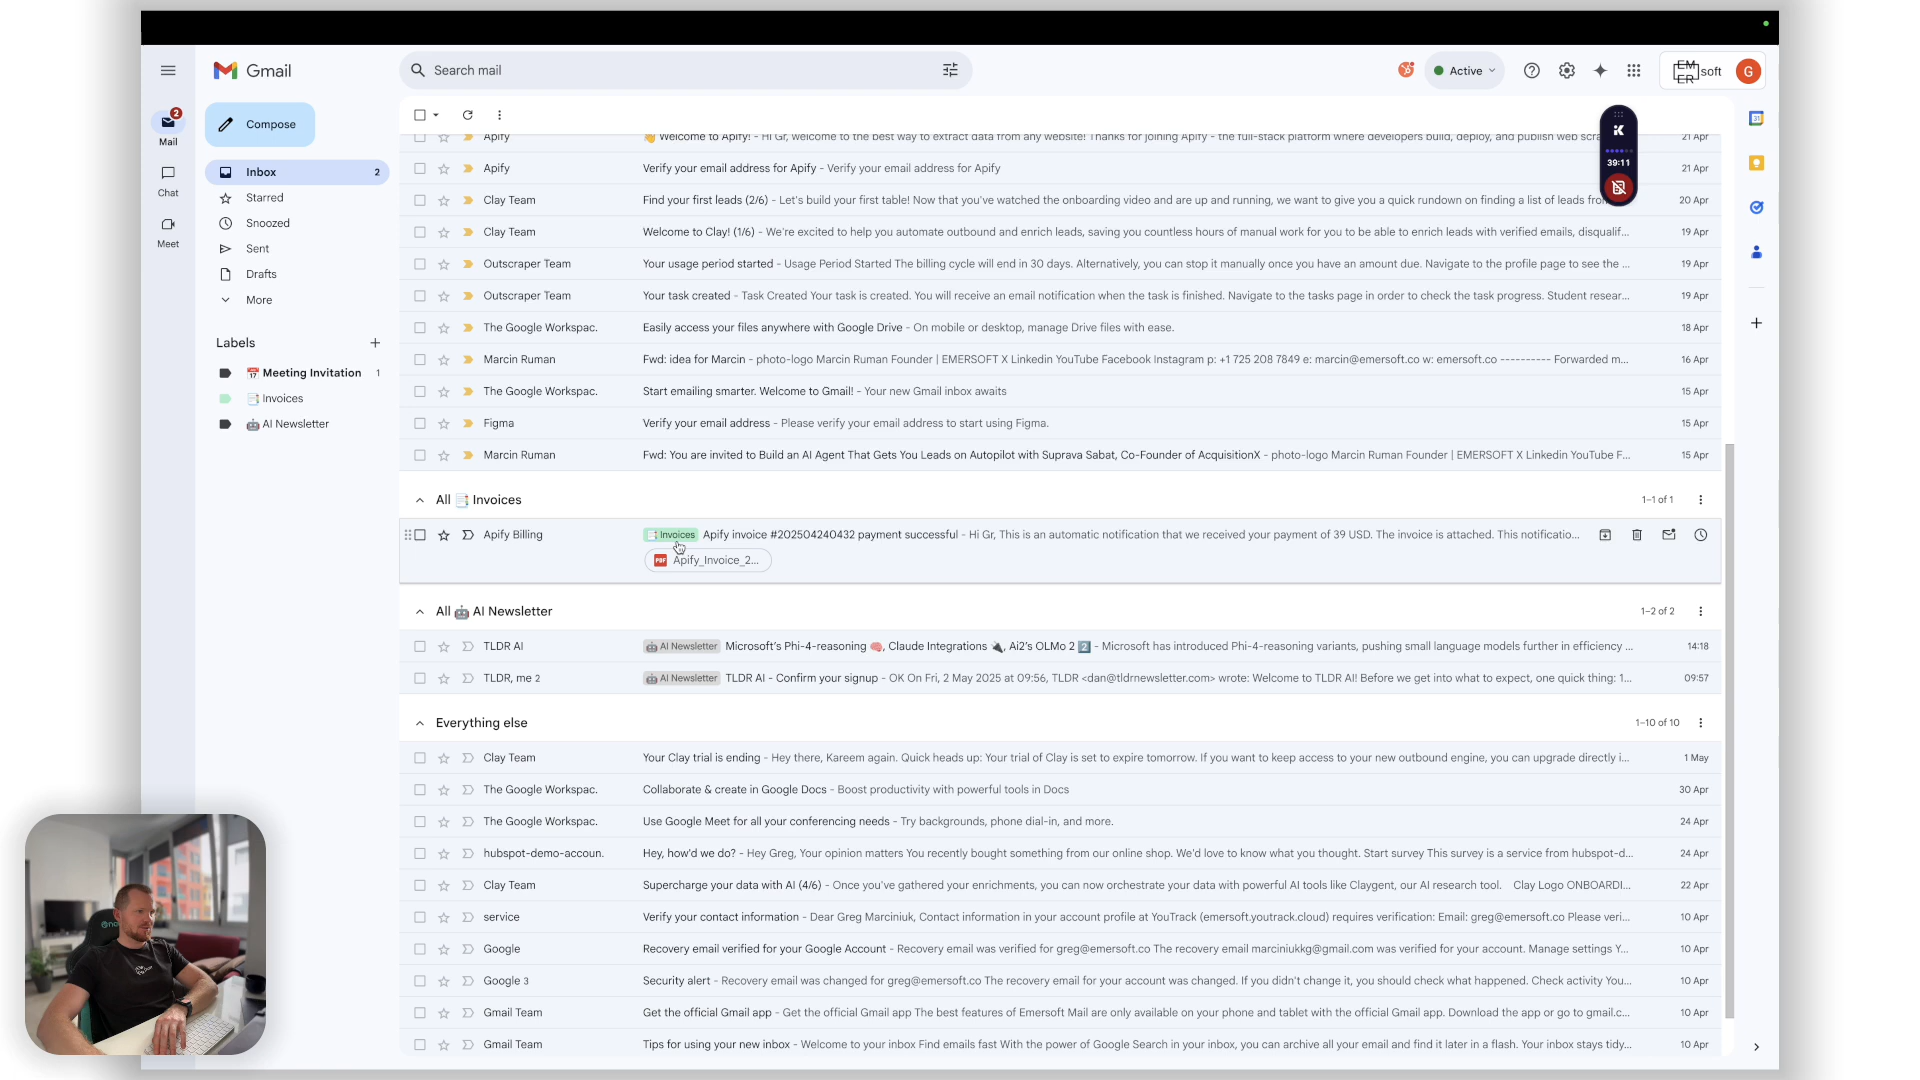 Gmail
Search mail
Active
EM
ER
soft
G
2
Mail
Compose
Inbox 2
Starred
Snoozed
Sent
Drafts
More
Chat
Meet
Labels
Meeting Invitation 1
Invoices
AI Newsletter
39:11
Apify Welcome to Apify! - Hi Gr, welcome to the best way to extract data from any website! Thanks for joining Apify - the full-stack platform where developers build, deploy, and publish web scra 21 Apr
Apify Verify your email address for Apify - Verify your email address for Apify 21 Apr
Clay Team Find your first leads (2/6) - Let's build your first table! Now that you've watched the onboarding video and are up and running, we want to give you a quick rundown on finding a list of leads fro 20 Apr
Clay Team Welcome to Clay! (1/6) - We're excited to help you automate outbound and enrich leads, saving you countless hours of manual work for you to be able to enrich leads with verified emails, disqualif... 19 Apr
Outscraper Team Your usage period started - Usage Period Started The billing cycle will end in 30 days. Alternatively, you can stop it manually once you have an amount due. Navigate to the profile page to see the ... 19 Apr
Outscraper Team Your task created - Task Created Your task is created. You will receive an email notification when the task is finished. Navigate to the tasks page in order to check the task progress. Student resear... 19 Apr
The Google Workspac. Easily access your files anywhere with Google Drive - On mobile or desktop, manage Drive files with ease. 18 Apr
Marcin Ruman Fwd: idea for Marcin - photo-logo Marcin Ruman Founder | EMERSOFT X Linkedin YouTube Facebook Instagram p: +1 725 208 7849 e: marcin@emersoft.co w: emersoft.co ---------- Forwarded m... 16 Apr
The Google Workspac. Start emailing smarter. Welcome to Gmail! - Your new Gmail inbox awaits 15 Apr
Figma Verify your email address - Please verify your email address to start using Figma. 15 Apr
Marcin Ruman Fwd: You are invited to Build an AI Agent That Gets You Leads on Autopilot with Suprava Sabat, Co-Founder of AcquisitionX - photo-logo Marcin Ruman Founder | EMERSOFT X Linkedin YouTube F... 15 Apr
All Invoices 1–1 of 1
Apify Billing Invoices Apify invoice #202504240432 payment successful - Hi Gr, This is an automatic notification that we received your payment of 39 USD. The invoice is attached. This notificatio...
PDF Apify_Invoice_2...
All AI Newsletter 1–2 of 2
TLDR AI AI Newsletter Microsoft's Phi-4-reasoning 🧠, Claude Integrations 🔌, Ai2's OLMo 2 2️⃣ - Microsoft has introduced Phi-4-reasoning variants, pushing small language models further in efficiency ... 14:18
TLDR, me 2 AI Newsletter TLDR AI - Confirm your signup - OK On Fri, 2 May 2025 at 09:56, TLDR <dan@tldrnewsletter.com> wrote: Welcome to TLDR AI! Before we get into what to expect, one quick thing: 1... 09:57
Everything else 1–10 of 10
Clay Team Your Clay trial is ending - Hey there, Kareem again. Quick heads up: Your trial of Clay is set to expire tomorrow. If you want to keep access to your new outbound engine, you can upgrade directly i... 1 May
The Google Workspac. Collaborate & create in Google Docs - Boost productivity with powerful tools in Docs 30 Apr
The Google Workspac. Use Google Meet for all your conferencing needs - Try backgrounds, phone dial-in, and more. 24 Apr
hubspot-demo-accoun. Hey, how'd we do? - Hey Greg, Your opinion matters You recently bought something from our online shop. We'd love to know what you thought. Start survey This survey is a service from hubspot-d... 24 Apr
Clay Team Supercharge your data with AI (4/6) - Once you've gathered your enrichments, you can now orchestrate your data with powerful AI tools like Claygent, our AI research tool. Clay Logo ONBOARDI... 22 Apr
service Verify your contact information - Dear Greg Marciniuk, Contact information in your account profile at YouTrack (emersoft.youtrack.cloud) requires verification: Email: greg@emersoft.co Please veri... 10 Apr
Google Recovery email verified for your Google Account - Recovery email was verified for greg@emersoft.co The recovery email marciniukkg@gmail.com was verified for your account. Manage settings Y... 10 Apr
Google 3 Security alert - Recovery email was changed for greg@emersoft.co The recovery email for your account was changed. If you didn't change it, you should check what happened. Check activity You... 10 Apr
Gmail Team Get the official Gmail app - Get the official Gmail app The best features of Emersoft Mail are only available on your phone and tablet with the official Gmail app. Download the app or go to gmail.c... 10 Apr
Gmail Team Tips for using your new inbox - Welcome to your inbox Find emails fast With the power of Google Search in your inbox, you can archive all your email and find it later in a flash. Your inbox stays tidy... 10 Apr